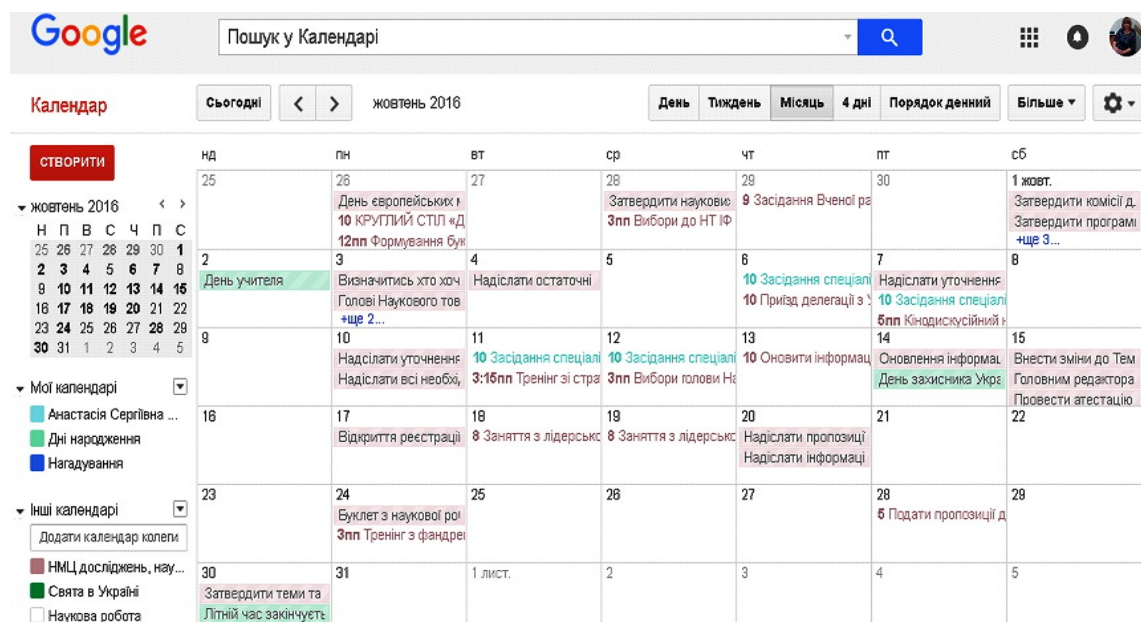 Google
Пошук у Календарі
Календар
Сьогодні
жовтень 2016
День Тиждень Місяць 4 дні Порядок денний Більше
СТВОРИТИ
жовтень 2016
Н П В С Ч П С
25 26 27 28 29 30 1
2 3 4 5 6 7 8
9 10 11 12 13 14 15
16 17 18 19 20 21 22
23 24 25 26 27 28 29
30 31 1 2 3 4 5
Мої календарі
Анастасія Сергіївна ...
Дні народження
Нагадування
Інші календарі
Додати календар колеги
НМЦ досліджень, нау...
Свята в Україні
Наукова робота
нд пн вт ср чт пт сб
25
26
День європейських
10 КРУГЛИЙ СТІЛ «Д
12пп Формування бук
27
28
Затвердити наукови
3пп Вибори до НТ ІФ
29
9 Засідання Вченої ра
30
1 жовт.
Затвердити комісії д.
Затвердити програмі
+ще 3...
2
День учителя
3
Визначитись хто хоч
Голові Наукового тов
+ще 2...
4
Надіслати остаточні
5
6
10 Засідання спеціалі
10 Приїзд делегації з
7
Надіслати уточнення
10 Засідання спеціалі
5пп Кінодискусійний
8
9
10
Надсілати уточнення
Надіслати всі необхі,
11
10 Засідання спеціалі
3:15пп Тренінг зі стра
12
10 Засідання спеціалі
3пп Вибори голови На
13
10 Оновити інформац
14
Оновлення інформац
День захисника Укра
15
Внести зміни до Тем
Головним редактора
Провести атестацію
16
17
Відкриття реєстрації
18
8 Заняття з лідерсько
19
8 Заняття з лідерсько
20
Надіслати пропозиці
Надіслати інформаці
21
22
23
24
Буклет з наукової ро
3пп Тренінг з фандре
25
26
27
28
5 Подати пропозиції д
29
30
Затвердити теми та
Літній час закінчуєть
31
1 лист.
2
3
4
5